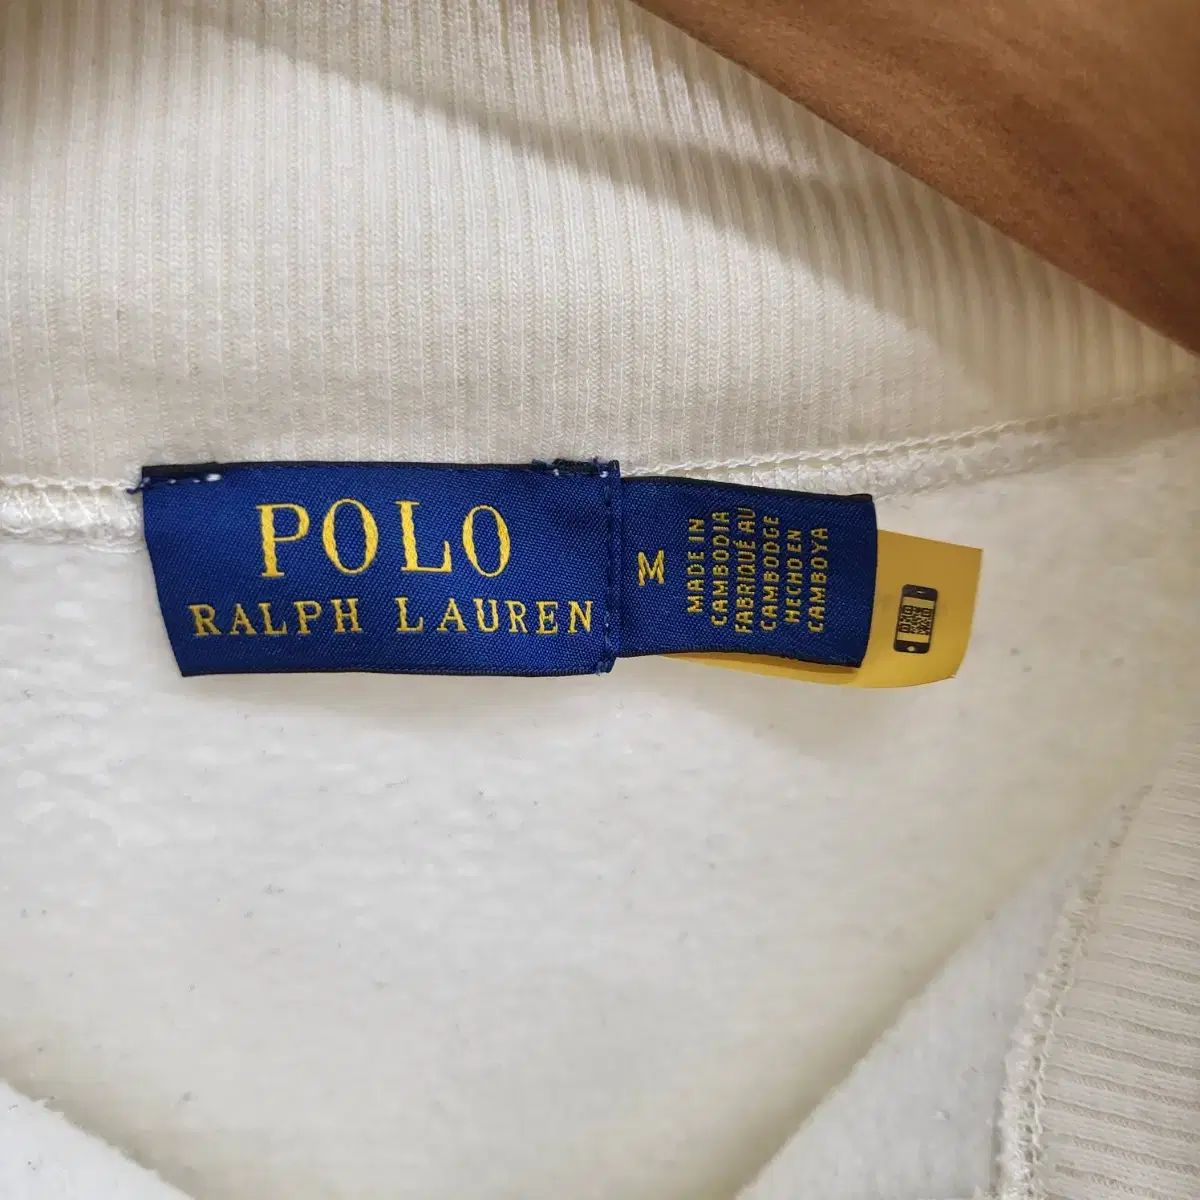 POLO
RALPH LAUREN
M
MADE IN
CAMBODIA
FABRIQUÉ AU
CAMBODGE
HECHO EN
CAMBOYA